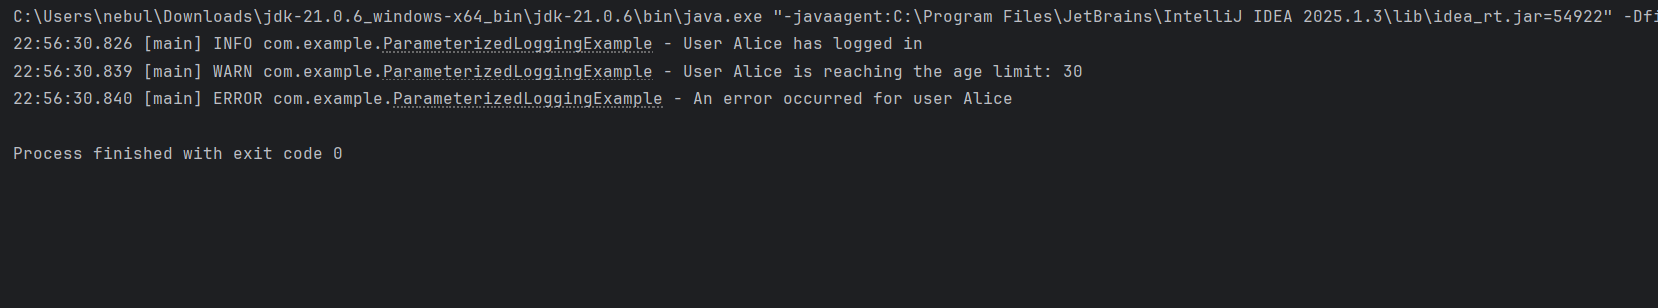 C:\Users\nebul\Downloads\jdk-21.0.6_windows-x64_bin\jdk-21.0.6\bin\java.exe "-javaagent:C:\Program Files\JetBrains\IntelliJ IDEA 2025.1.3\lib\idea_rt.jar=54922" -Dfi
22:56:30.826 [main] INFO com.example.ParameterizedLoggingExample - User Alice has logged in
22:56:30.839 [main] WARN com.example.ParameterizedLoggingExample - User Alice is reaching the age limit: 30
22:56:30.840 [main] ERROR com.example.ParameterizedLoggingExample - An error occurred for user Alice
Process finished with exit code 0